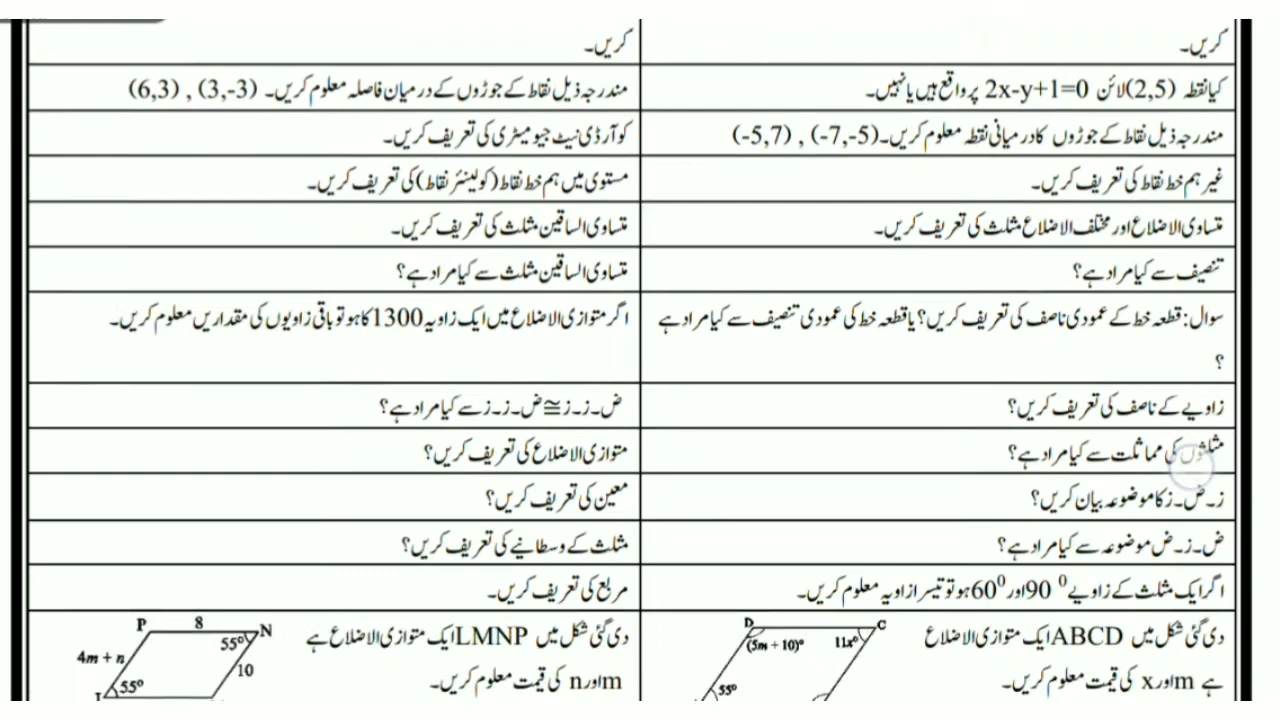 کریں۔
کریں۔
کیا نقطہ (2,5) لائن 2x-y+1=0 پر واقع ہیں یا نہیں۔
مندرجہ ذیل نقاط کے جوڑوں کے درمیان فاصلہ معلوم کریں۔ (6,3) , (3,-3)
مندرجہ ذیل نقاط کے جوڑوں کا درمیانی نقطہ معلوم کریں۔ (-5,7) , (-7,-5)
کوآرڈی نیٹ جیومیٹری کی تعریف کریں۔
غیر ہم خط نقاط کی تعریف کریں۔
مستوی میں ہم خط نقاط (کولینئر نقاط) کی تعریف کریں۔
متساوی الاضلاع اور مختلف الاضلاع مثلث کی تعریف کریں۔
متساوی الساقین مثلث کی تعریف کریں۔
تنصیف سے کیا مراد ہے؟
متساوی الساقین مثلث سے کیا مراد ہے؟
سوال: قطعہ خط کے عمودی ناصف کی تعریف کریں؟ یا قطعہ خط کی عمودی تنصیف سے کیا مراد ہے
؟
اگر متوازی الاضلاع میں ایک زاویہ 1300 کا ہو تو باقی زاویوں کی مقداریں معلوم کریں۔
زاویے کے ناصف کی تعریف کریں؟
ض۔ز۔ز≅ض۔ز۔ز سے کیا مراد ہے؟
مثلثوں کی مماثلت سے کیا مراد ہے؟
متوازی الاضلاع کی تعریف کریں؟
ز۔ض۔ز کا موضوعہ بیان کریں؟
معین کی تعریف کریں؟
ض۔ز۔ض موضوعہ سے کیا مراد ہے؟
مثلث کے وسطانیے کی تعریف کریں؟
اگر ایک مثلث کے زاویے 90⁰ اور 60⁰ ہو تو تیسرا زاویہ معلوم کریں۔
مربع کی تعریف کریں۔
دی گئی شکل میں ABCD ایک متوازی الاضلاع
ہے m اور x کی قیمت معلوم کریں۔
D C
(5m + 10)º 11xº
55º
دی گئی شکل میں LMNP ایک متوازی الاضلاع ہے
m اور n کی قیمت معلوم کریں۔
P 8 N
55º
4m + n
10
55º